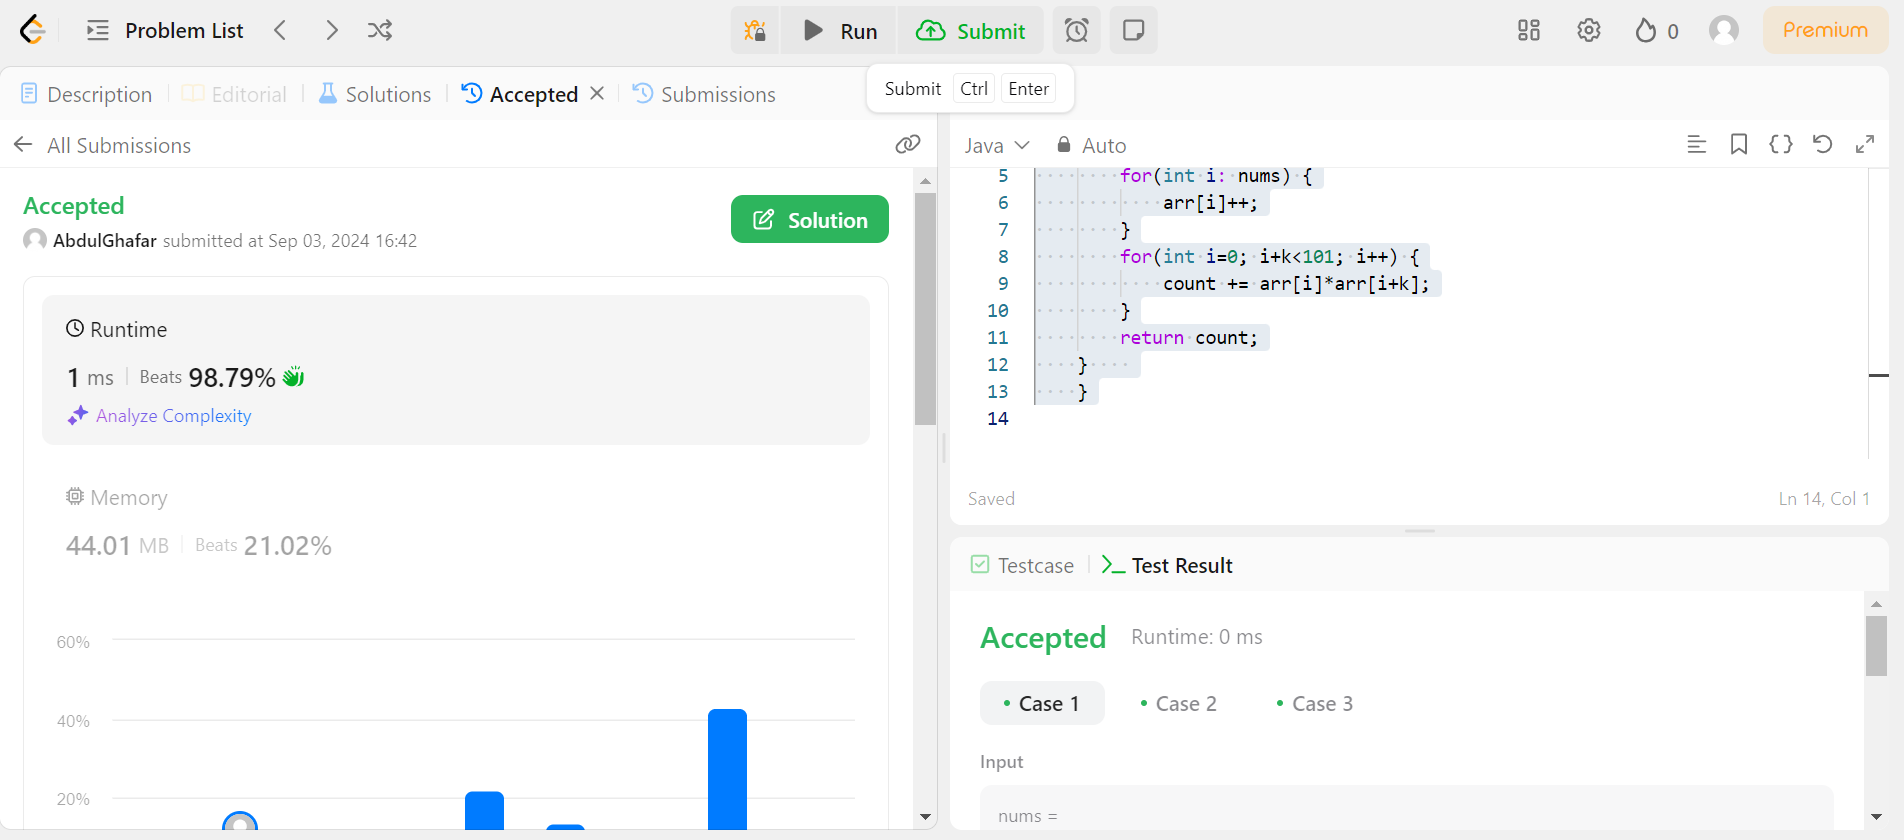 Problem List
Run
Submit
0
Premium
Submit Ctrl Enter
Description
Editorial
Solutions
Accepted
Submissions
All Submissions
Accepted
AbdulGhafar submitted at Sep 03, 2024 16:42
Solution
Runtime
1 ms Beats 98.79%
Analyze Complexity
Memory
44.01 MB Beats 21.02%
60%
40%
20%
Java Auto
5 for(int i: nums) {
6 arr[i]++;
7 }
8 for(int i=0; i+k<101; i++) {
9 count += arr[i]*arr[i+k];
10 }
11 return count;
12 }
13 }
14
Saved
Ln 14, Col 1
Testcase
Test Result
Accepted Runtime: 0 ms
Case 1
Case 2
Case 3
Input
nums =